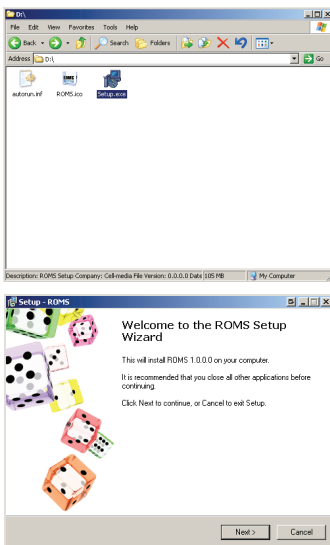 D:\
File Edit View Favorites Tools Help
Back Search Folders
Address D:\ Go
autorun.inf ROMS.ico Setup.exe
Description: ROMS Setup Company: Cell-media File Version: 0.0.0.0 Date 105 MB My Computer
Setup - ROMS
Welcome to the ROMS Setup
Wizard
This will install ROMS 1.0.0.0 on your computer.
It is recommended that you close all other applications before
continuing.
Click Next to continue, or Cancel to exit Setup.
Next > Cancel